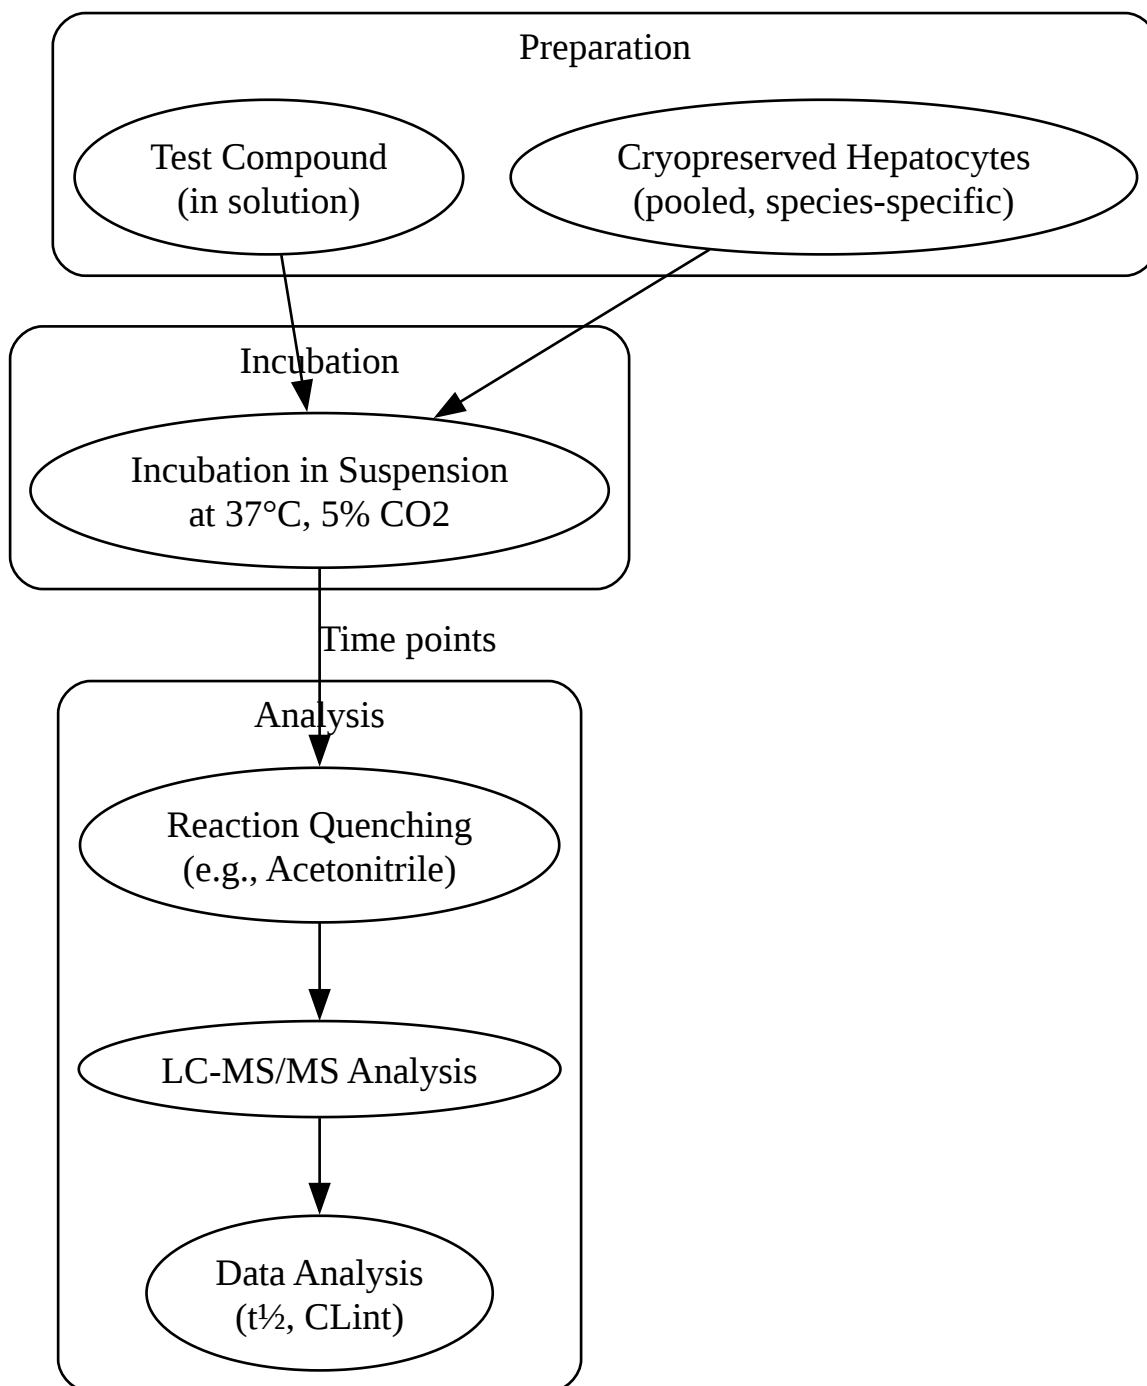 Preparation
Test Compound
(in solution)
Cryopreserved Hepatocytes
(pooled, species-specific)
Incubation
Incubation in Suspension
at 37°C, 5% CO2
Time points
Analysis
Reaction Quenching
(e.g., Acetonitrile)
LC-MS/MS Analysis
Data Analysis
(t½, CLint)